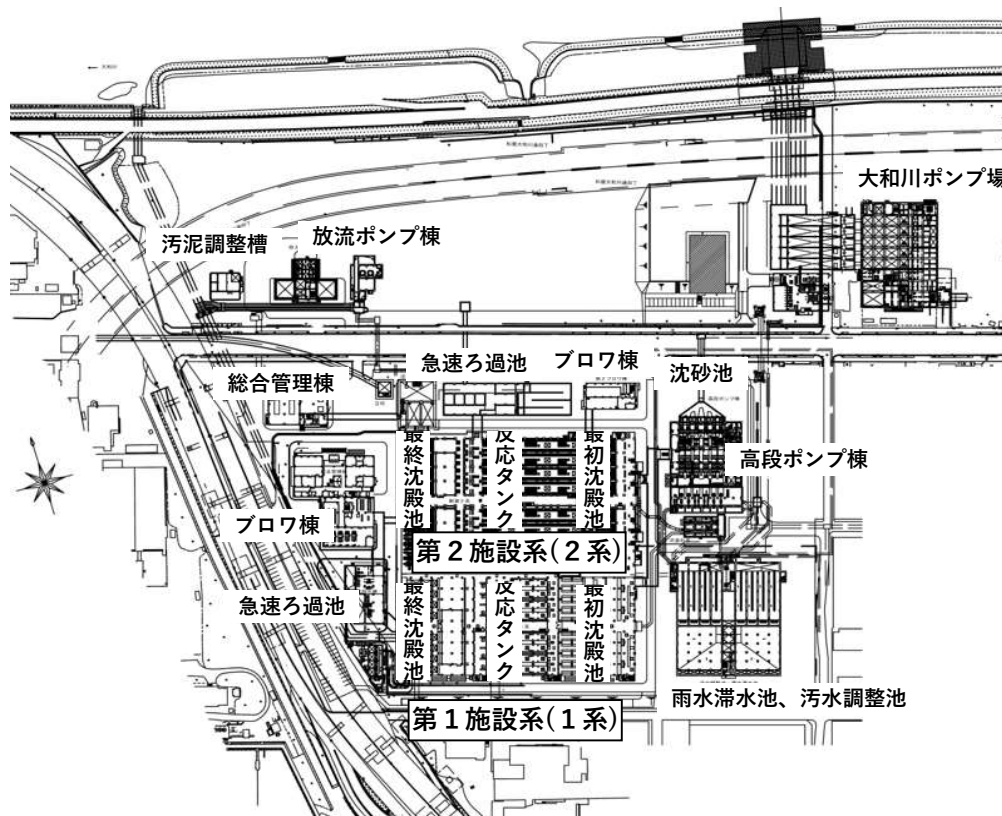 大和川ポンプ場
放流ポンプ棟
汚泥調整槽
急速ろ過池
ブロワ棟
沈砂池
総合管理棟
高段ポンプ棟
最終沈殿池
反応タンク
最初沈殿池
ブロワ棟
第2施設系(2系)
急速ろ過池
最終沈殿池
反応タンク
最初沈殿池
雨水滞水池、汚水調整池
第1施設系(1系)